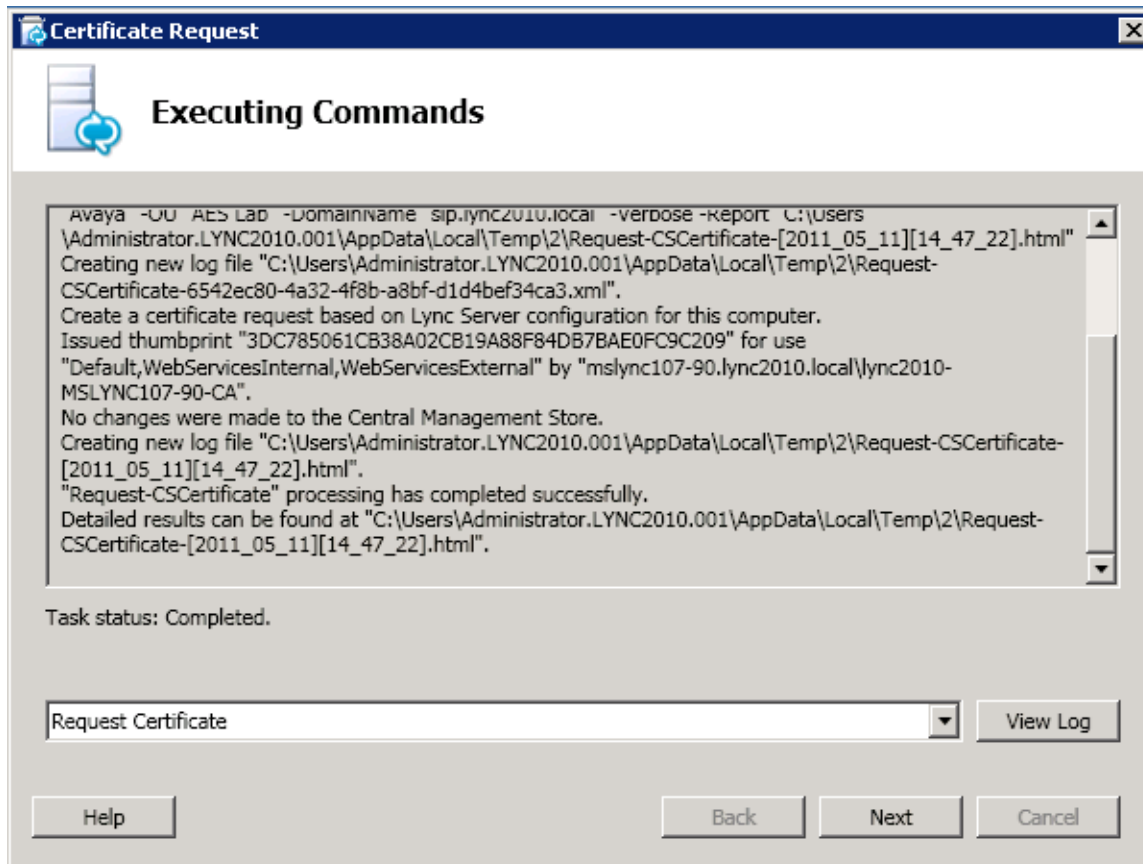 Certificate Request
Executing Commands
"Avaya" -OU "AES Lab" -DomainName "sip.lync2010.local" -Verbose -Report "C:\Users
\Administrator.LYNC2010.001\AppData\Local\Temp\2\Request-CSCertificate-[2011_05_11][14_47_22].html"
Creating new log file "C:\Users\Administrator.LYNC2010.001\AppData\Local\Temp\2\Request-
CSCertificate-6542ec80-4a32-4f8b-a8bf-d1d4bef34ca3.xml".
Create a certificate request based on Lync Server configuration for this computer.
Issued thumbprint "3DC785061CB38A02CB19A88F84DB7BAE0FC9C209" for use
"Default,WebServicesInternal,WebServicesExternal" by "mslync107-90.lync2010.local\lync2010-
MSLYNC107-90-CA".
No changes were made to the Central Management Store.
Creating new log file "C:\Users\Administrator.LYNC2010.001\AppData\Local\Temp\2\Request-CSCertificate-
[2011_05_11][14_47_22].html".
"Request-CSCertificate" processing has completed successfully.
Detailed results can be found at "C:\Users\Administrator.LYNC2010.001\AppData\Local\Temp\2\Request-
CSCertificate-[2011_05_11][14_47_22].html".
Task status: Completed.
Request Certificate
View Log
Help
Back
Next
Cancel